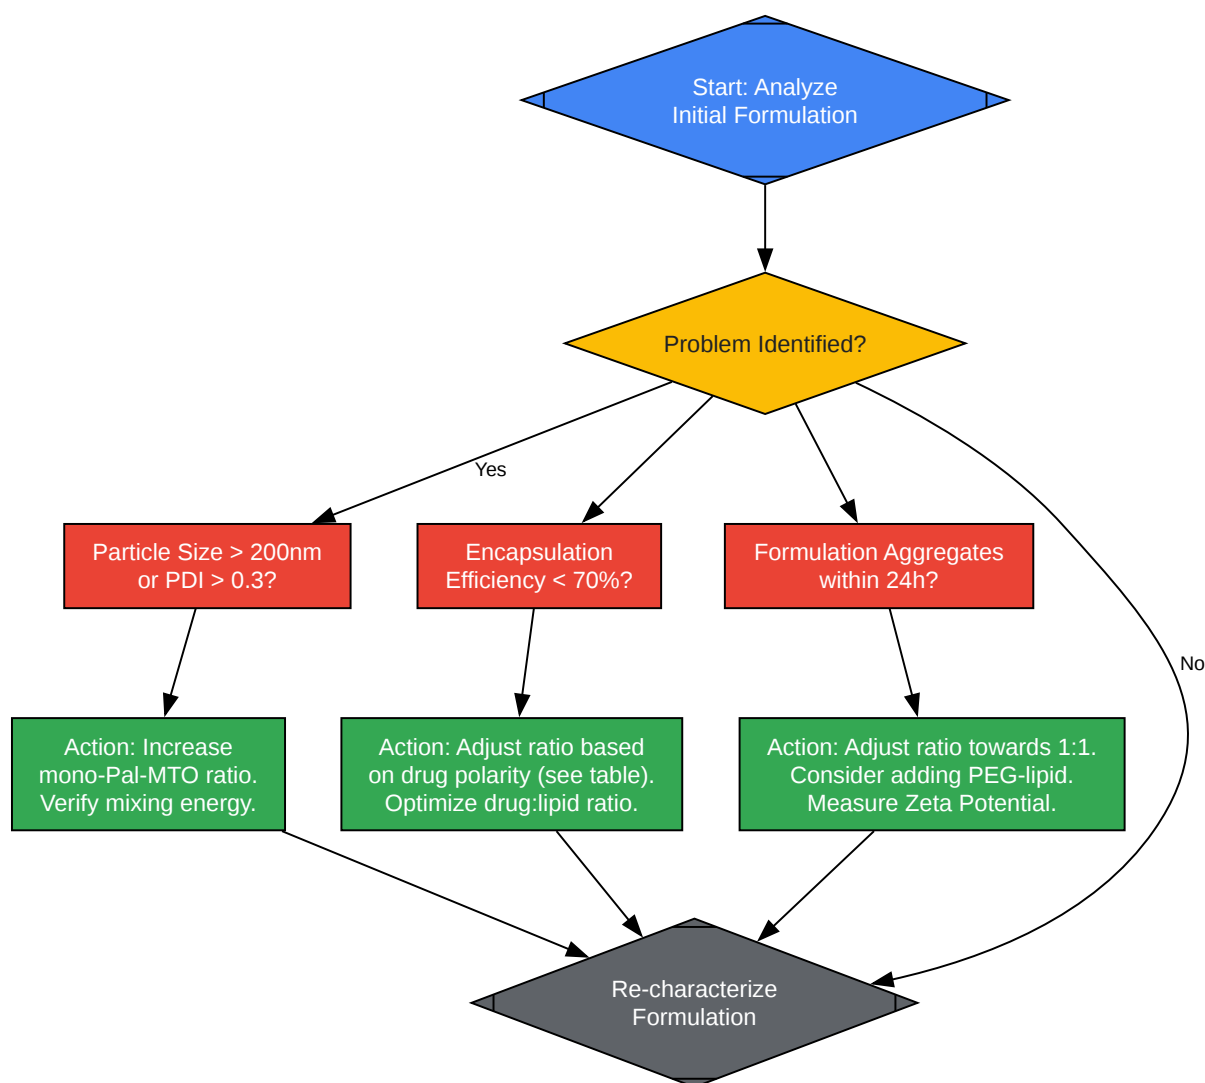 Start: Analyze
Initial Formulation
Problem Identified?
Yes
Particle Size > 200nm
or PDI > 0.3?
Encapsulation
Efficiency < 70%?
Formulation Aggregates
within 24h?
No
Action: Increase
mono-Pal-MTO ratio.
Verify mixing energy.
Action: Adjust ratio based
on drug polarity (see table).
Optimize drug:lipid ratio.
Action: Adjust ratio towards 1:1.
Consider adding PEG-lipid.
Measure Zeta Potential.
Re-characterize
Formulation